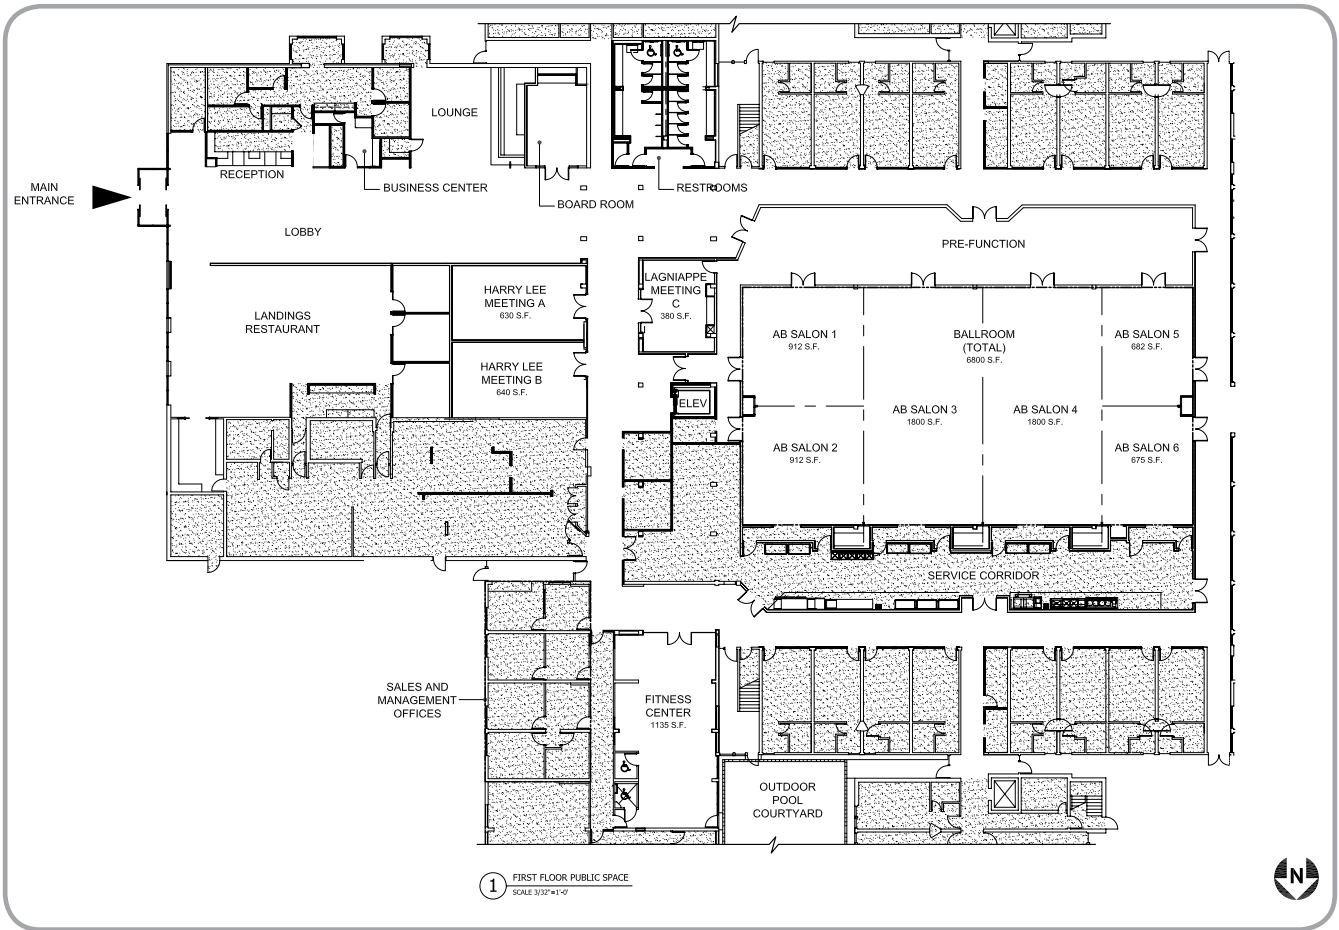 LOUNGE
RECEPTION
BUSINESS CENTER
RESTROOMS
BOARD ROOM
MAIN
ENTRANCE
LOBBY
PRE-FUNCTION
LANDINGS
RESTAURANT
HARRY LEE
MEETING A
630 S.F.
LAGNIAPPE
MEETING
C
380 S.F.
AB SALON 1
912 S.F.
BALLROOM
(TOTAL)
6800 S.F.
AB SALON 5
682 S.F.
HARRY LEE
MEETING B
640 S.F.
ELEV
AB SALON 3
1800 S.F.
AB SALON 4
1800 S.F.
AB SALON 2
912 S.F.
AB SALON 6
675 S.F.
SERVICE CORRIDOR
SALES AND
MANAGEMENT
OFFICES
FITNESS
CENTER
1135 S.F.
OUTDOOR
POOL
COURTYARD
1 FIRST FLOOR PUBLIC SPACE
SCALE 3/32"=1'-0'
N